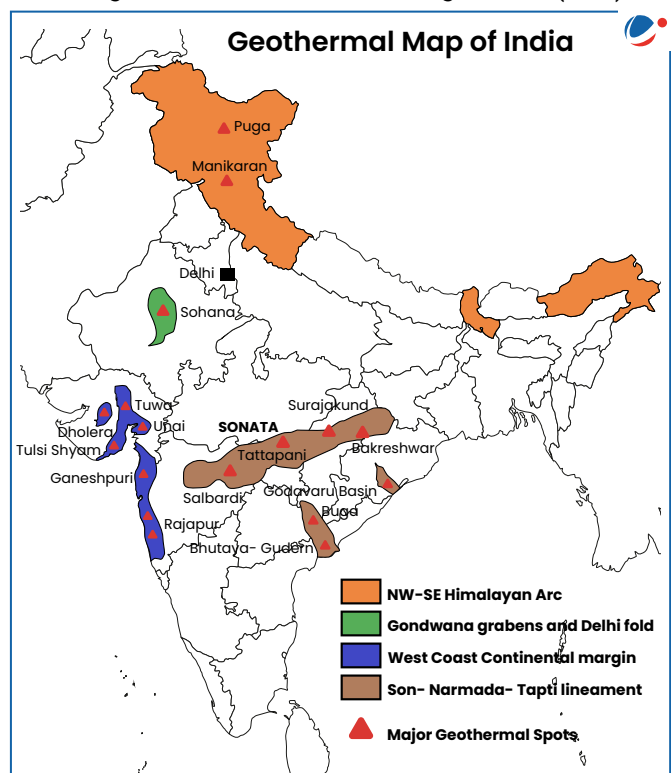 Geothermal Map of India
Puga
Manikaran
Delhi
Sohana
Tuwa
Dholera
Unai
Tulsi Shyam
Ganeshpuri
Rajapur
SONATA
Surajakund
Tattapani
Bakreshwar
Salbardi
Godavaru Basin
Buga
Bhutaya- Gudem
NW-SE Himalayan Arc
Gondwana grabens and Delhi fold
West Coast Continental margin
Son- Narmada- Tapti lineament
Major Geothermal Spots